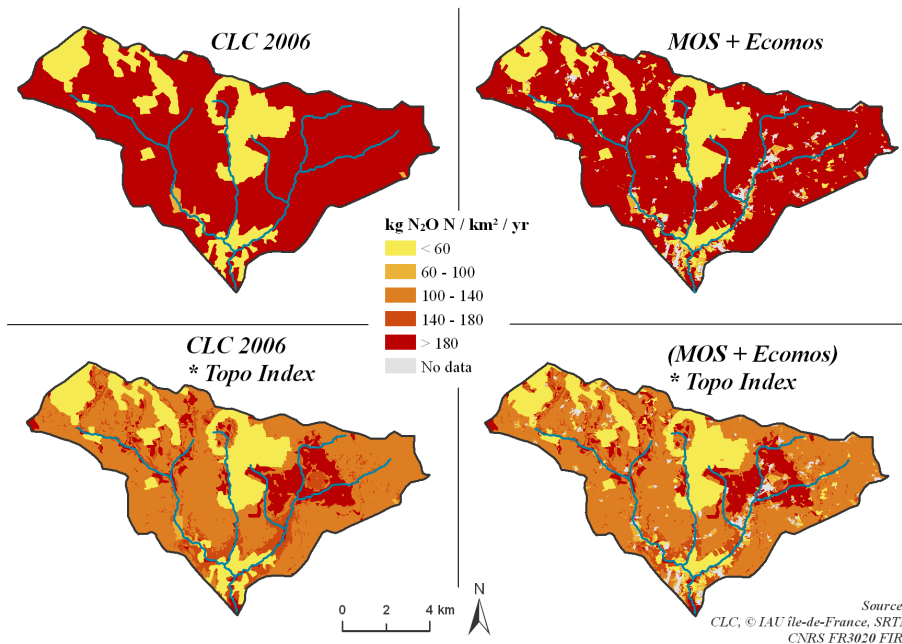 CLC 2006
MOS + Ecomos
kg N₂O N / km² / yr
< 60
60 - 100
100 - 140
140 - 180
> 180
No data
CLC 2006
* Topo Index
(MOS + Ecomos)
* Topo Index
0 2 4 km
N
Source
CLC, © IAU île-de-France, SRT
CNRS FR3020 FIR